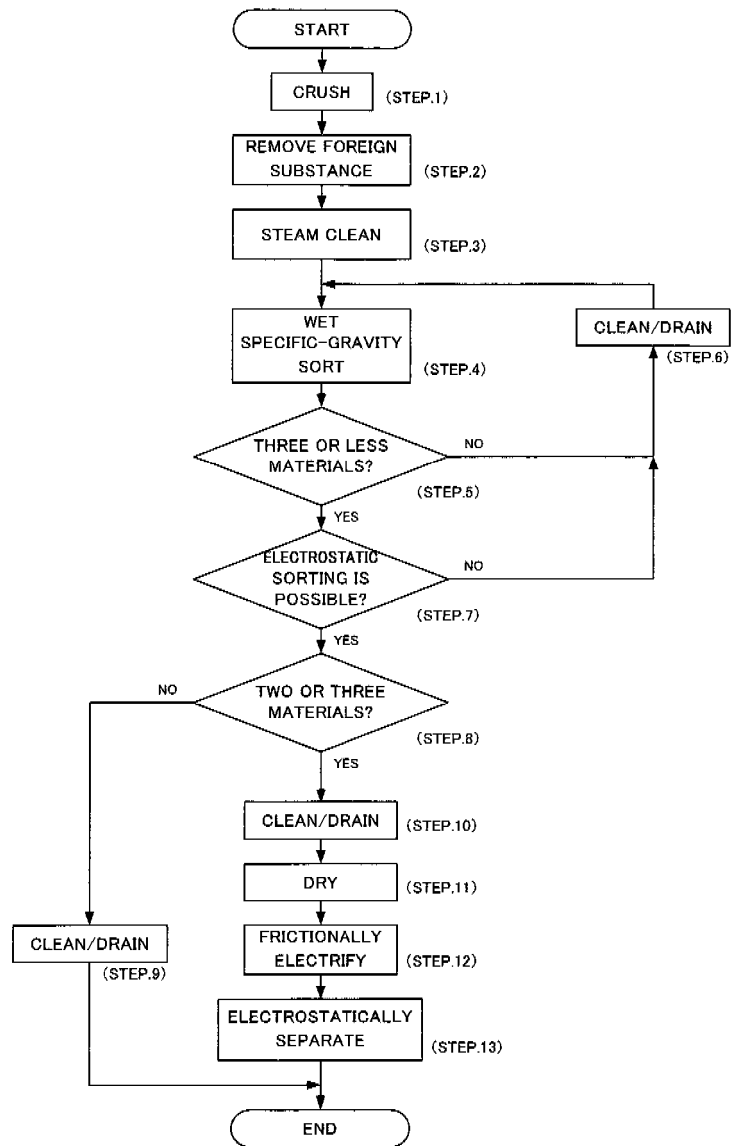 START
CRUSH
(STEP.1)
REMOVE FOREIGN
SUBSTANCE
(STEP.2)
STEAM CLEAN
(STEP.3)
WET
SPECIFIC-GRAVITY
SORT
(STEP.4)
CLEAN/DRAIN
(STEP.6)
THREE OR LESS
MATERIALS?
NO
(STEP.5)
YES
ELECTROSTATIC
SORTING IS
POSSIBLE?
NO
(STEP.7)
YES
TWO OR THREE
MATERIALS?
NO
(STEP.8)
YES
CLEAN/DRAIN
(STEP.10)
DRY
(STEP.11)
CLEAN/DRAIN
(STEP.9)
FRICTIONALLY
ELECTRIFY
(STEP.12)
ELECTROSTATICALLY
SEPARATE
(STEP.13)
END